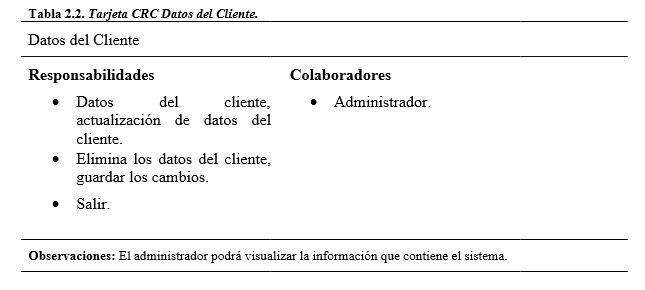 Tabla 2.2. Tarjeta CRC Datos del Cliente.
Datos del Cliente
Responsabilidades
• Datos del cliente,
actualización de datos del
cliente.
• Elimina los datos del cliente,
guardar los cambios.
• Salir.
Colaboradores
• Administrador.
Observaciones: El administrador podrá visualizar la información que contiene el sistema.